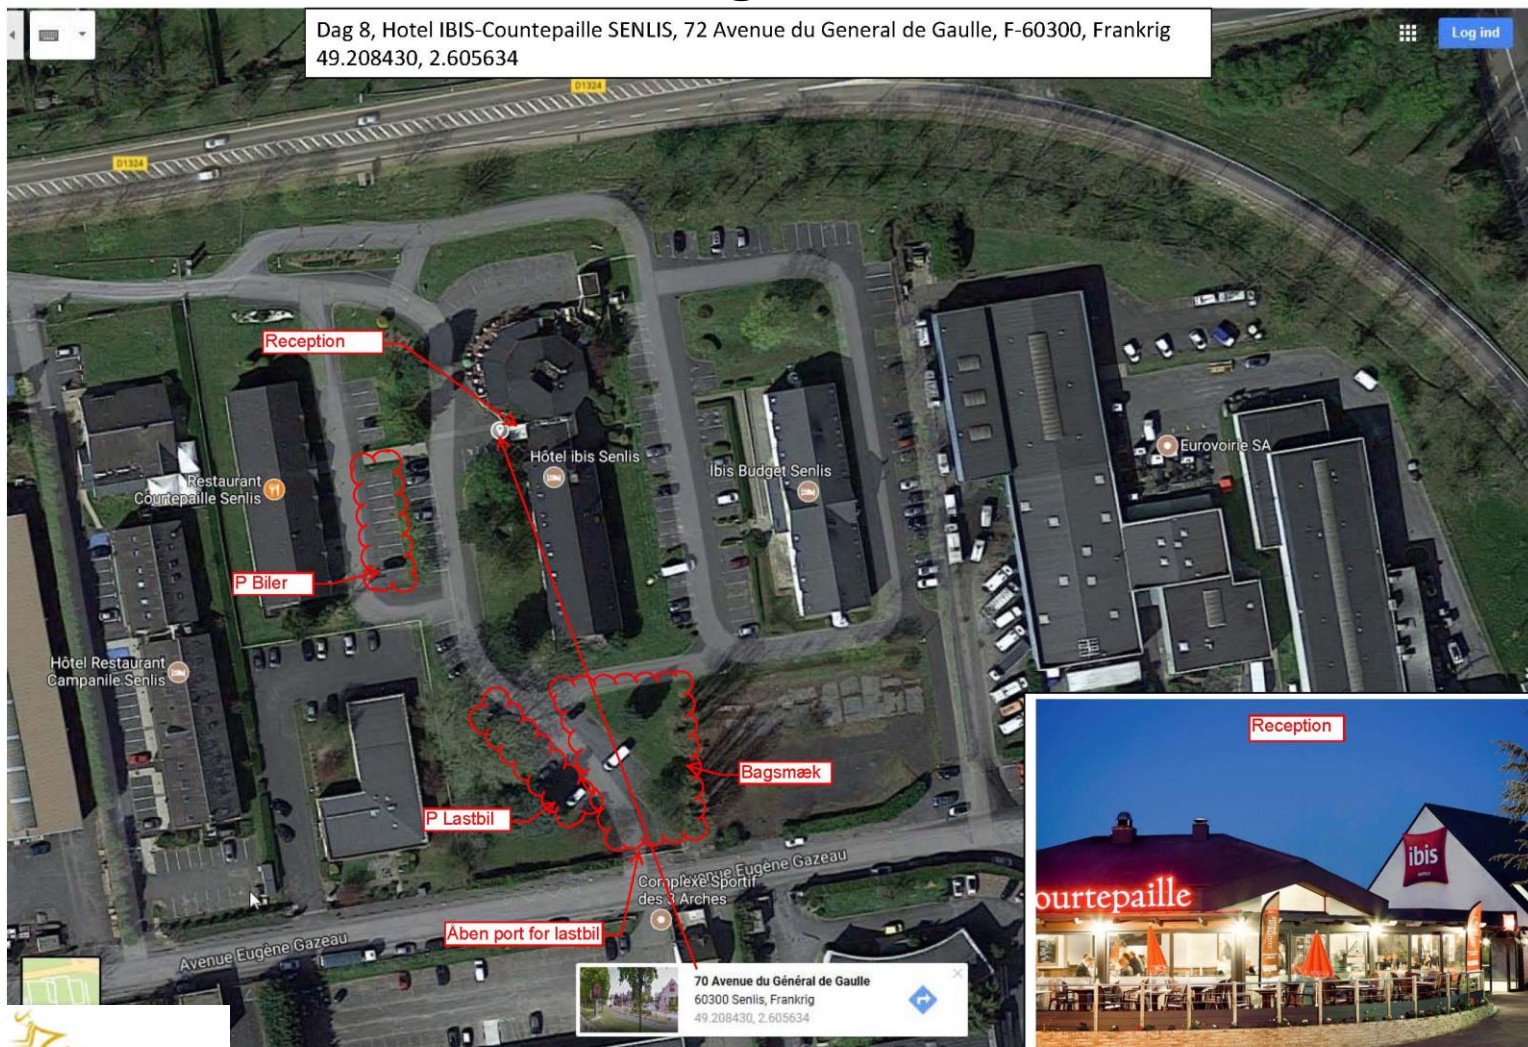 Dag 8, Hotel IBIS-Countepaille SENLIS, 72 Avenue du General de Gaulle, F-60300, Frankrig
49.208430, 2.605634
Log ind
D1324
D1324
Reception
Hôtel ibis Senlis
Ibis Budget Senlis
Eurovoirie SA
Restaurant
Courtepaille Senlis
P Biler
Hôtel Restaurant
Campanile Senlis
Bagsmæk
P Lastbil
Reception
Avenue Eugène Gazeau
Complexe Sportif
des 3 Arches
Åben port for lastbil
Avenue Eugène Gazeau
ibis
HOTEL
ourtepaille
70 Avenue du Général de Gaulle
60300 Senlis, Frankrig
49.208430, 2.605634